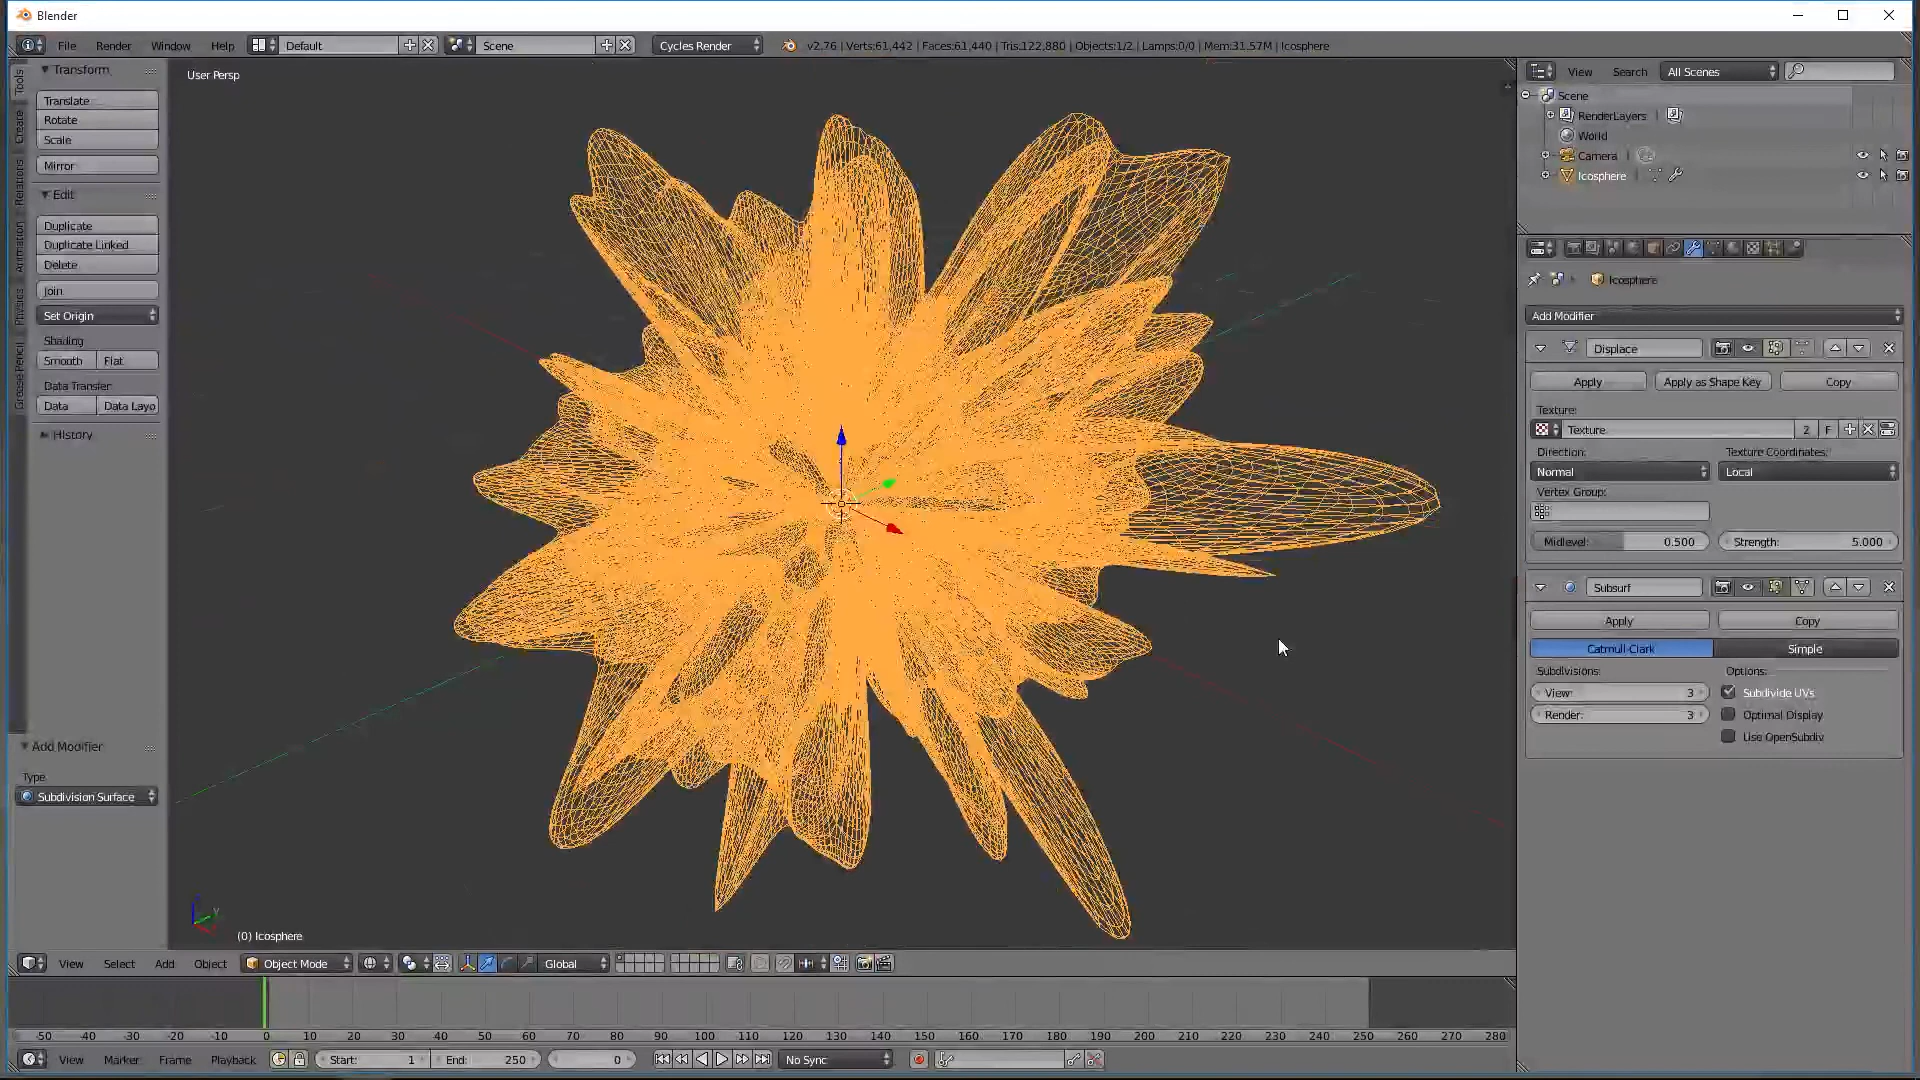 Blender
File Render Window Help Default Scene Cycles Render v2.76 | Verts:61,442 | Faces:61,440 | Tris:122,880 | Objects:1/2 | Lamps:0/0 | Mem:31.57M | Icosphere
Tools
Create
Relations
Animation
Physics
Grease Pencil
Transform
Translate
Rotate
Scale
Mirror
Edit
Duplicate
Duplicate Linked
Delete
Join
Set Origin
Shading:
Smooth Flat
Data Transfer:
Data Data Layo
History
Add Modifier
Type
Subdivision Surface
User Persp
(0) Icosphere
View Select Add Object Object Mode Global
-50 -40 -30 -20 -10 0 10 20 30 40 50 60 70 80 90 100 110 120 130 140 150 160 170 180 190 200 210 220 230 240 250 260 270 280
View Marker Frame Playback Start: 1 End: 250 0 No Sync
View Search All Scenes
Scene
RenderLayers
World
Camera
Icosphere
Icosphere
Add Modifier
Displace
Apply Apply as Shape Key Copy
Texture:
Texture 2 F
Direction: Texture Coordinates:
Normal Local
Vertex Group:
Midlevel: 0.500 Strength: 5.000
Subsurf
Apply Copy
Catmull-Clark Simple
Subdivisions: Options:
View: 3 Subdivide UVs
Render: 3 Optimal Display
Use OpenSubdiv